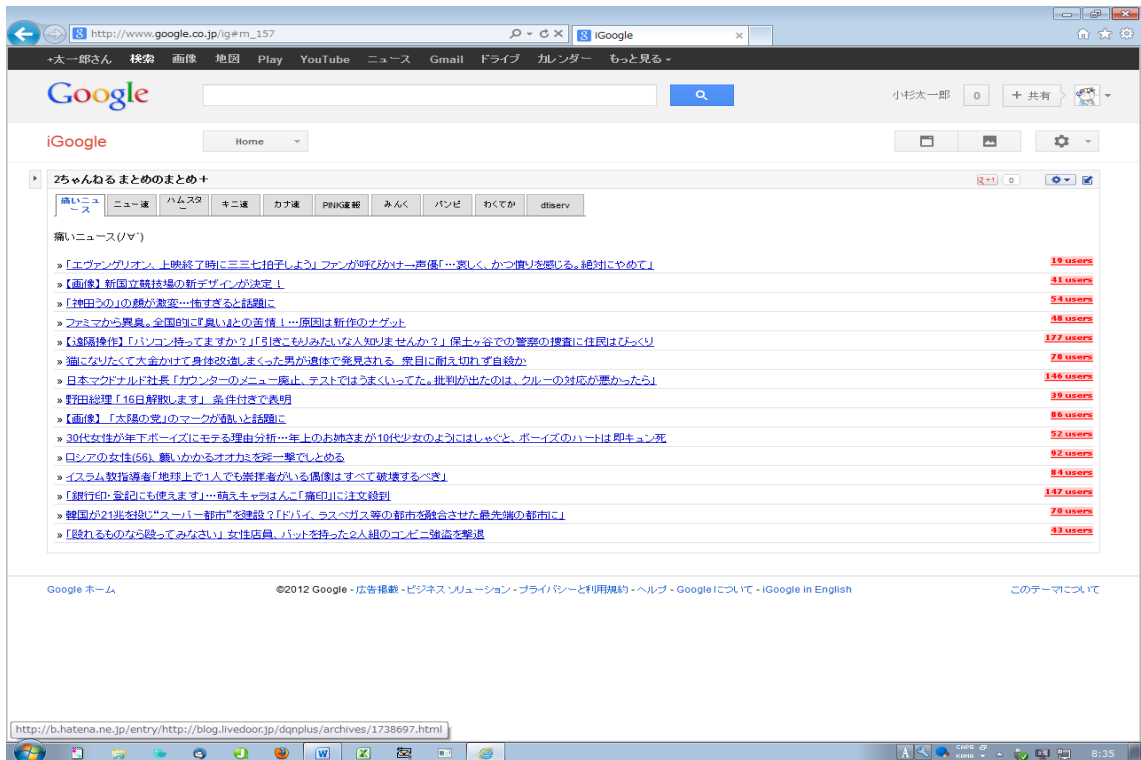 http://www.google.co.jp/ig#m_157
iGoogle
+太一郎さん 検索 画像 地図 Play YouTube ニュース Gmail ドライブ カレンダー もっと見る
Google
小杉太一郎 0 + 共有
iGoogle
Home
2ちゃんねる まとめのまとめ+
+1 0
痛いニュース ニュー速 ハムスター キニ速 カナ速 PINK速報 みんく パンピ わくてか dtiserv
痛いニュース(ノ∀`)
» 「エヴァンゲリオン、上映終了時に三三七拍子しよう」ファンが呼びかけ→声優「…哀しく、かつ憤りを感じる。絶対にやめて」 19 users
» 【画像】新国立競技場の新デザインが決定！ 41 users
» 「神田うの」の顔が激変…怖すぎると話題に 54 users
» ファミマから異臭。全国的に『臭い』との苦情！…原因は新作のナゲット 48 users
» 【遠隔操作】「パソコン持ってますか？」「引きこもりみたいな人知りませんか？」保土ヶ谷での警察の捜査に住民はびっくり 177 users
» 猫になりたくて大金かけて身体改造しまくった男が遺体で発見される 衆目に耐え切れず自殺か 78 users
» 日本マクドナルド社長「カウンターのメニュー廃止、テストではうまくいってた。批判が出たのは、クルーの対応が悪かったら」 146 users
» 野田総理「16日解散します」 条件付きで表明 39 users
» 【画像】 「太陽の党」のマークが酷いと話題に 86 users
» 30代女性が年下ボーイズにモテる理由分析…年上のお姉さまが10代少女のようにはしゃぐと、ボーイズのハートは即キュン死 52 users
» ロシアの女性(56)、襲いかかるオオカミを斧一撃でしとめる 92 users
» イスラム教指導者「地球上で1人でも崇拝者がいる偶像はすべて破壊するべき」 84 users
» 「銀行印・登記にも使えます」…萌えキャラはんこ「痛印」に注文殺到 147 users
» 韓国が21兆を投じ“スーパー都市”を建設？「ドバイ、ラスベガス等の都市を融合させた最先端の都市に」 70 users
» 「殴れるものなら殴ってみなさい」女性店員、バットを持った2人組のコンビニ強盗を撃退 43 users
Google ホーム ©2012 Google - 広告掲載 - ビジネス ソリューション - プライバシーと利用規約 - ヘルプ - Google について - iGoogle in English このテーマについて
http://b.hatena.ne.jp/entry/http://blog.livedoor.jp/dqnplus/archives/1738697.html
A CAPS KANA 8:35